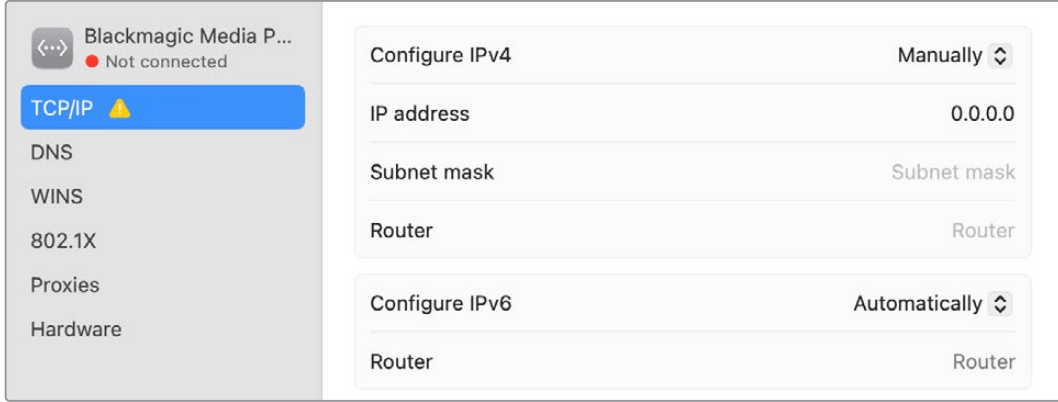 Blackmagic Media P...
Not connected
TCP/IP
DNS
WINS
802.1X
Proxies
Hardware
Configure IPv4 Manually
IP address 0.0.0.0
Subnet mask Subnet mask
Router Router
Configure IPv6 Automatically
Router Router